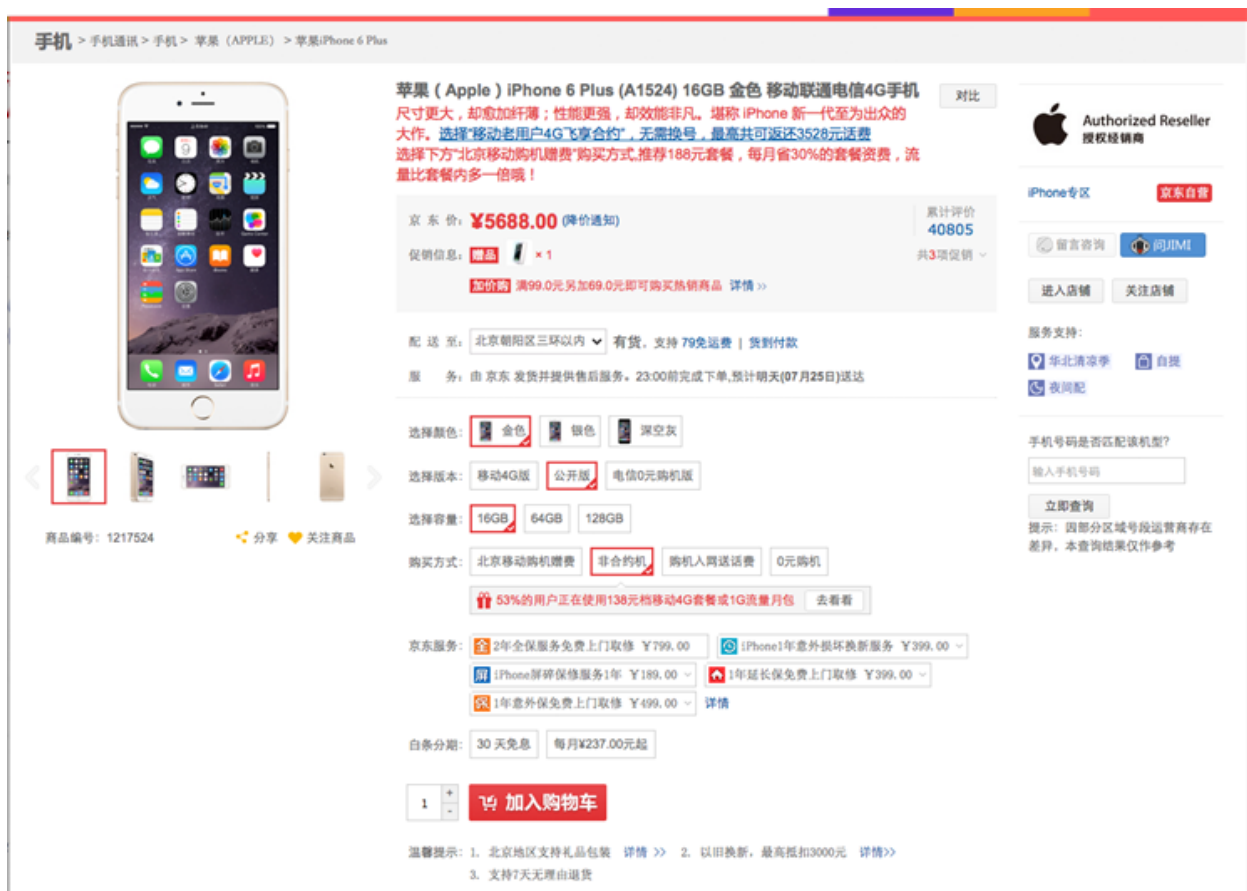 手机 > 手机通讯 > 手机 > 苹果（APPLE） > 苹果iPhone 6 Plus
苹果（Apple）iPhone 6 Plus (A1524) 16GB 金色 移动联通电信4G手机
对比
尺寸更大，却愈加纤薄；性能更强，却效能非凡。堪称 iPhone 新一代至为出众的
大作。选择“移动老用户4G飞享合约”，无需换号，最高共可返还3528元话费
选择下方“北京移动购机赠费”购买方式,推荐188元套餐，每月省30%的套餐资费，流
量比套餐内多一倍哦！
京 东 价: ¥5688.00 (降价通知)
累计评价
40805
促销信息: 赠品 × 1
共3项促销
加价购 满99.0元另加69.0元即可购买热销商品 详情 >>
配 送 至: 北京朝阳区三环以内 有货, 支持 79免运费 | 货到付款
服 务: 由 京东 发货并提供售后服务。23:00前完成下单,预计明天(07月25日)送达
选择颜色: 金色 银色 深空灰
选择版本: 移动4G版 公开版 电信0元购机版
选择容量: 16GB 64GB 128GB
购买方式: 北京移动购机赠费 非合约机 购机入网送话费 0元购机
53%的用户正在使用138元档移动4G套餐或1G流量月包 去看看
京东服务: 全 2年全保服务免费上门取修 ￥799.00 iPhone1年意外损坏换新服务 ￥399.00
屏 iPhone屏碎保修服务1年 ￥189.00 1年延长保免费上门取修 ￥399.00
保 1年意外保免费上门取修 ￥499.00 详情
白条分期: 30 天免息 每月¥237.00元起
1 + -
加入购物车
温馨提示: 1. 北京地区支持礼品包装 详情 >> 2. 以旧换新，最高抵扣3000元 详情>>
3. 支持7天无理由退货
商品编号: 1217524 分享 关注商品
Authorized Reseller
授权经销商
iPhone专区 京东自营
留言咨询 问JIMI
进入店铺 关注店铺
服务支持:
华北清凉季 自提
夜间配
手机号码是否匹配该机型?
输入手机号码
立即查询
提示: 因部分区域号段运营商存在
差异，本查询结果仅作参考